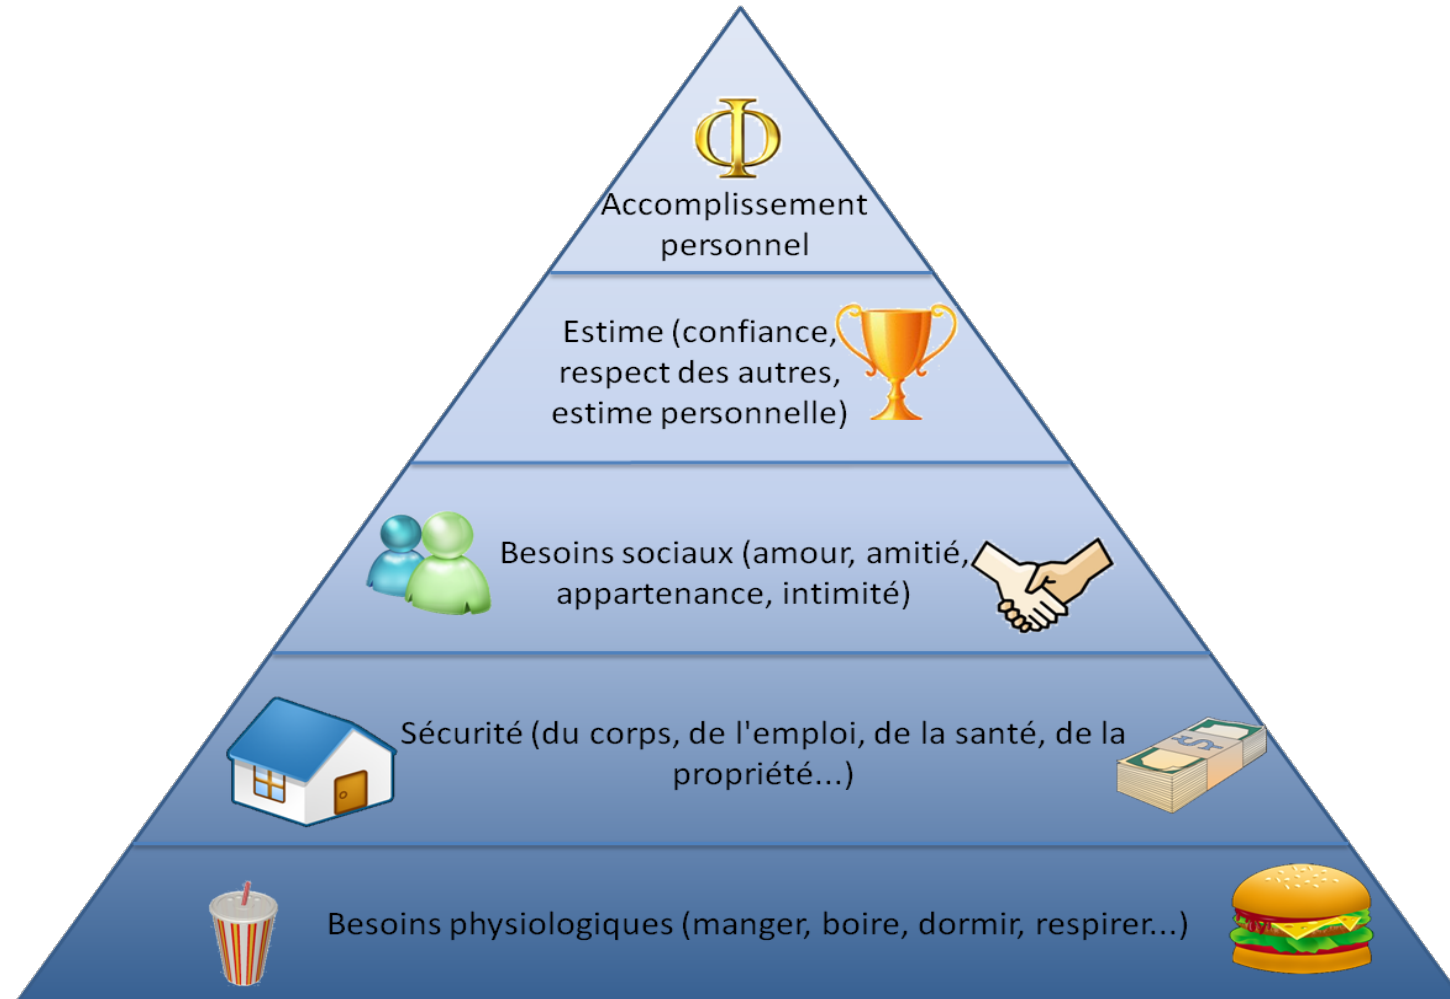 Φ
Accomplissement
personnel
Estime (confiance,
respect des autres,
estime personnelle)
Besoins sociaux (amour, amitié,
appartenance, intimité)
Sécurité (du corps, de l'emploi, de la santé, de la
propriété...)
Besoins physiologiques (manger, boire, dormir, respirer...)